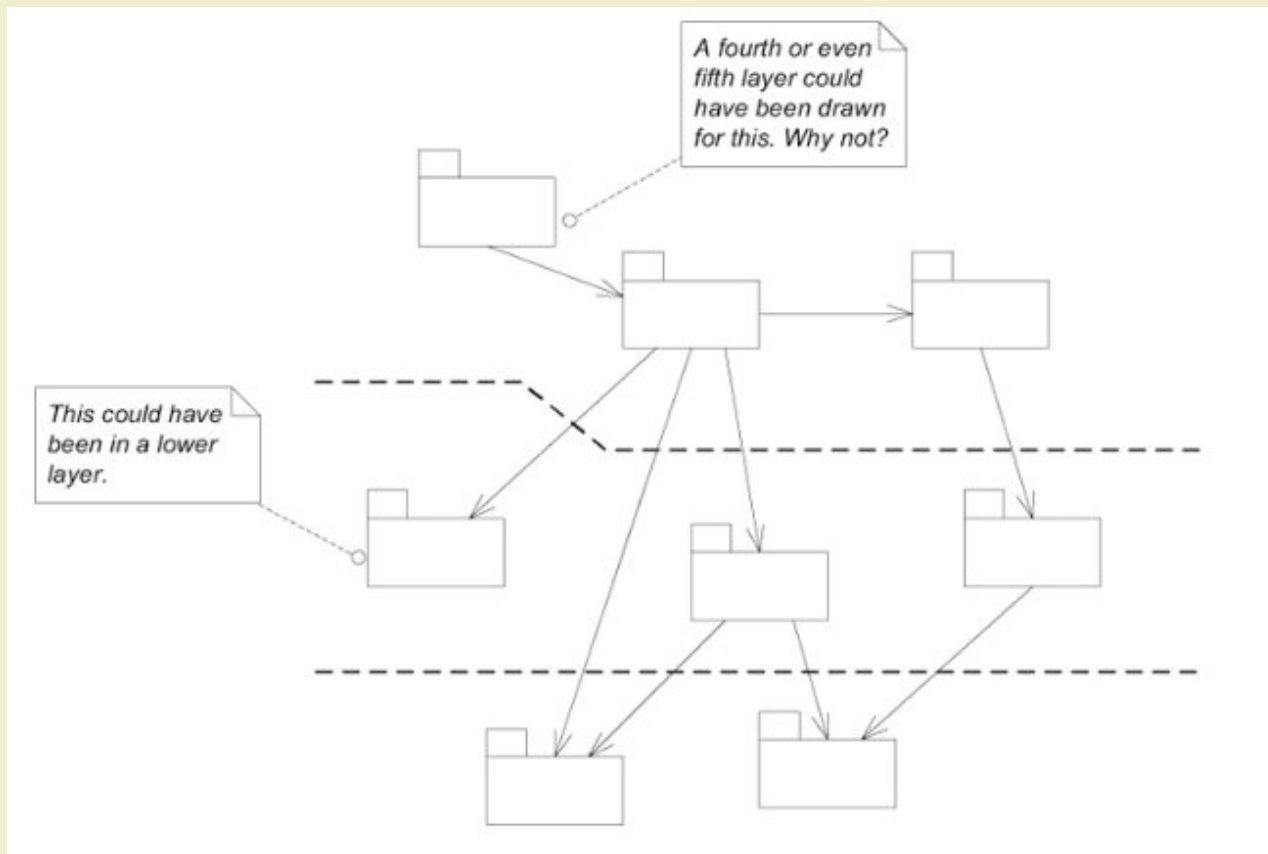 A fourth or even
fifth layer could
have been drawn
for this. Why not?
This could have
been in a lower
layer.